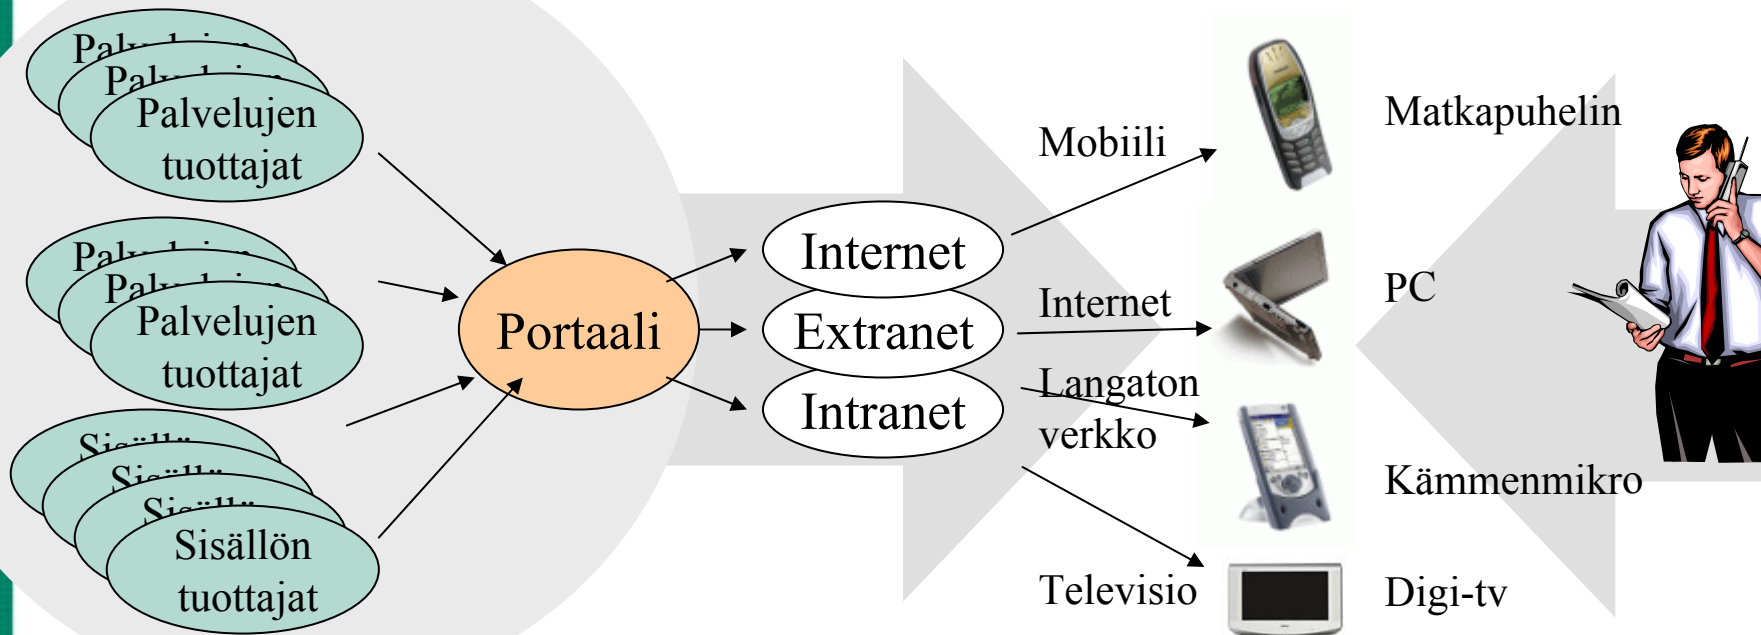 Palvelujen
tuottajat
Palvelujen
tuottajat
Sisällön
tuottajat
Portaali
Internet
Extranet
Intranet
Mobiili
Internet
Langaton
verkko
Televisio
Matkapuhelin
PC
Kämmenmikro
Digi-tv